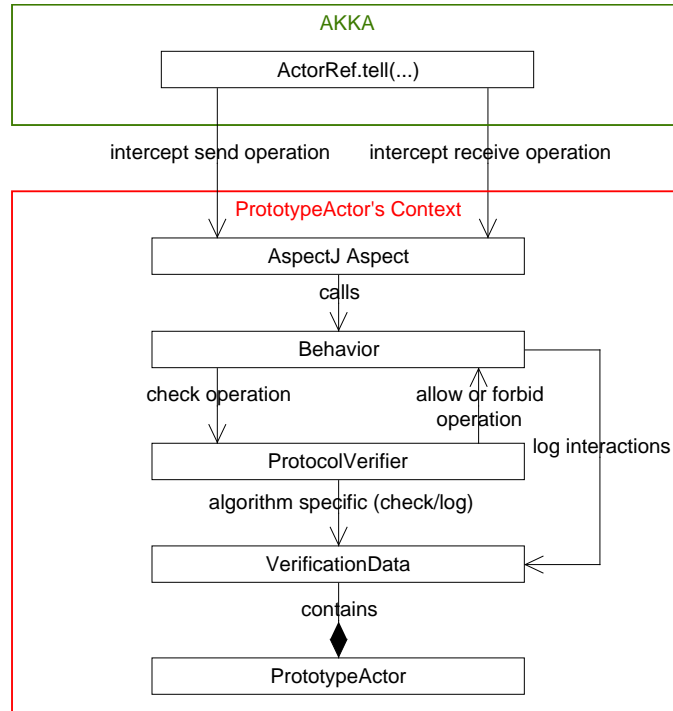 AKKA
ActorRef.tell(...)
intercept send operation
intercept receive operation
PrototypeActor's Context
AspectJ Aspect
calls
Behavior
check operation
allow or forbid
operation
log interactions
ProtocolVerifier
algorithm specific (check/log)
VerificationData
contains
PrototypeActor